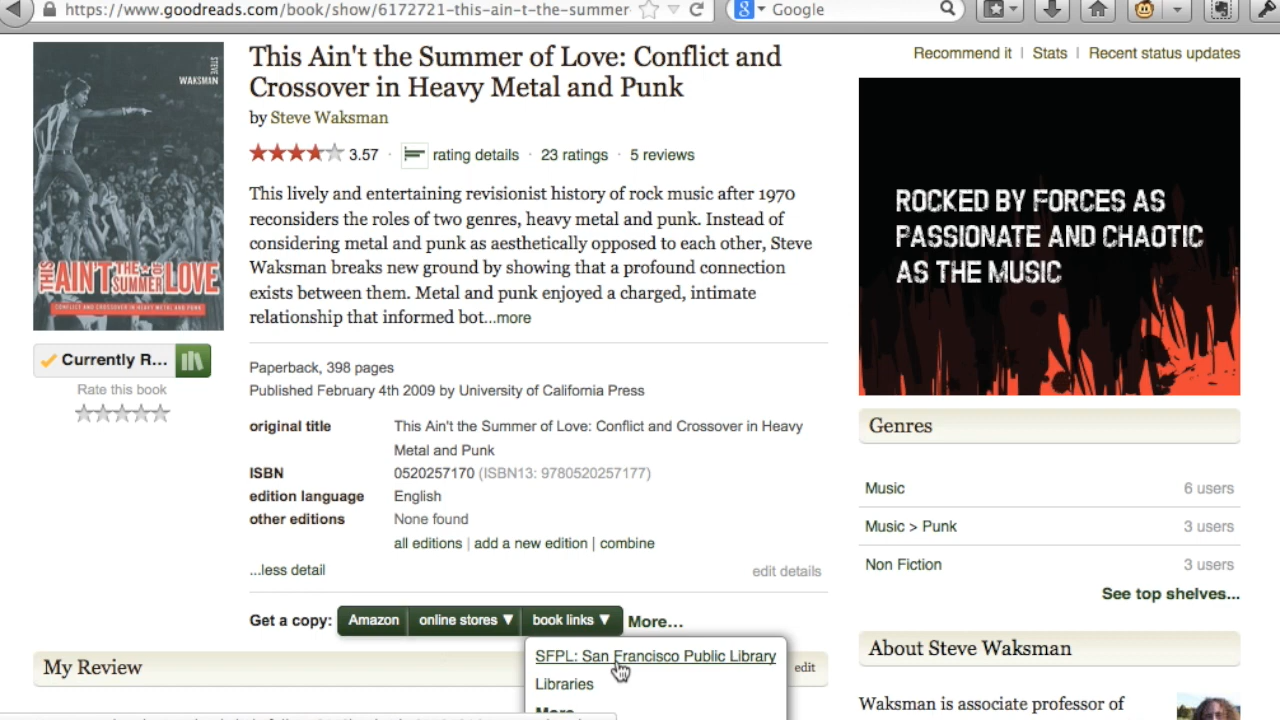 https://www.goodreads.com/book/show/6172721-this-ain-t-the-summer-
Google
STEVE
WAKSMAN
THIS AIN'T THE SUMMER OF LOVE
CONFLICT AND CROSSOVER IN HEAVY METAL AND PUNK
Currently R...
Rate this book
This Ain't the Summer of Love: Conflict and
Crossover in Heavy Metal and Punk
by Steve Waksman
3.57 · rating details · 23 ratings · 5 reviews
This lively and entertaining revisionist history of rock music after 1970
reconsiders the roles of two genres, heavy metal and punk. Instead of
considering metal and punk as aesthetically opposed to each other, Steve
Waksman breaks new ground by showing that a profound connection
exists between them. Metal and punk enjoyed a charged, intimate
relationship that informed bot...more
Paperback, 398 pages
Published February 4th 2009 by University of California Press
original title This Ain't the Summer of Love: Conflict and Crossover in Heavy
Metal and Punk
ISBN 0520257170 (ISBN13: 9780520257177)
edition language English
other editions None found
all editions | add a new edition | combine
...less detail edit details
Get a copy: Amazon online stores ▼ book links ▼ More...
SFPL: San Francisco Public Library
Libraries
More
My Review edit
Recommend it | Stats | Recent status updates
ROCKED BY FORCES AS
PASSIONATE AND CHAOTIC
AS THE MUSIC
Genres
Music 6 users
Music > Punk 3 users
Non Fiction 3 users
See top shelves...
About Steve Waksman
Waksman is associate professor of